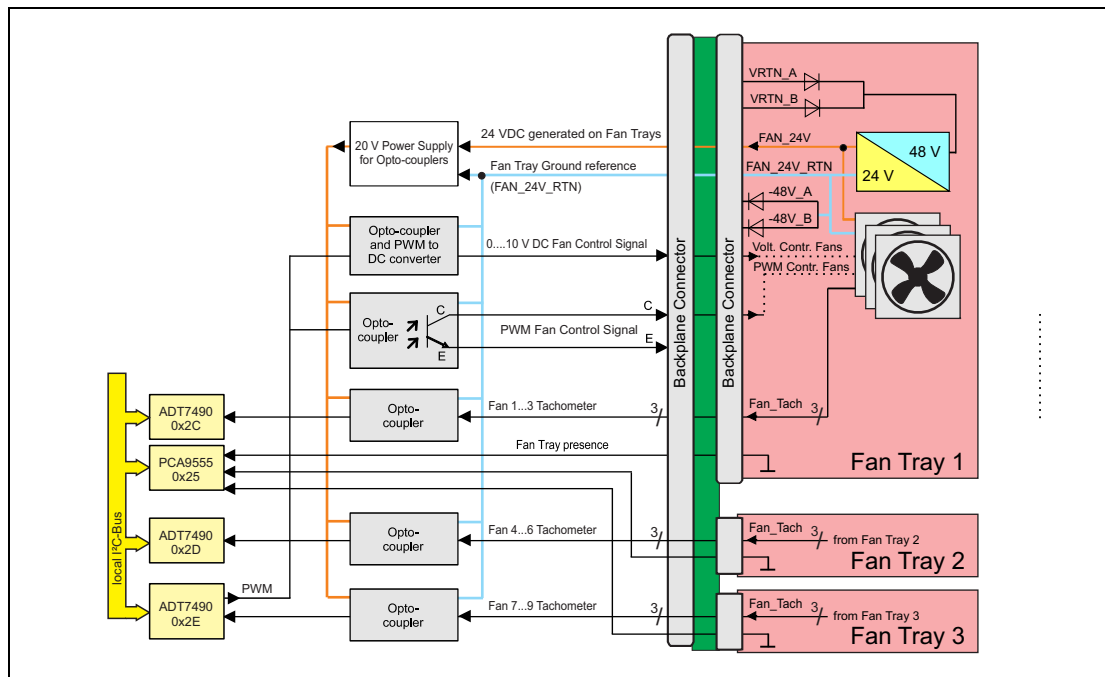 VRTN_A
VRTN_B
24 VDC generated on Fan Trays
FAN_24V
20 V Power Supply
for Opto-couplers
48 V
24 V
Fan Tray Ground reference
(FAN_24V_RTN)
FAN_24V_RTN
-48V_A
-48V_B
Opto-coupler
and PWM to
DC converter
0....10 V DC Fan Control Signal
Volt. Contr. Fans
PWM Contr. Fans
Backplane Connector
Backplane Connector
C
C
E
Opto-
coupler
PWM Fan Control Signal
E
local I²C-Bus
ADT7490
0x2C
Opto-
coupler
Fan 1...3 Tachometer
3
Fan_Tach
3
Fan Tray presence
PCA9555
0x25
Fan Tray 1
ADT7490
0x2D
Opto-
coupler
Fan 4...6 Tachometer
3
Fan_Tach
3
from Fan Tray 2
Fan Tray 2
PWM
ADT7490
0x2E
Opto-
coupler
Fan 7...9 Tachometer
3
Fan_Tach
3
from Fan Tray 3
Fan Tray 3